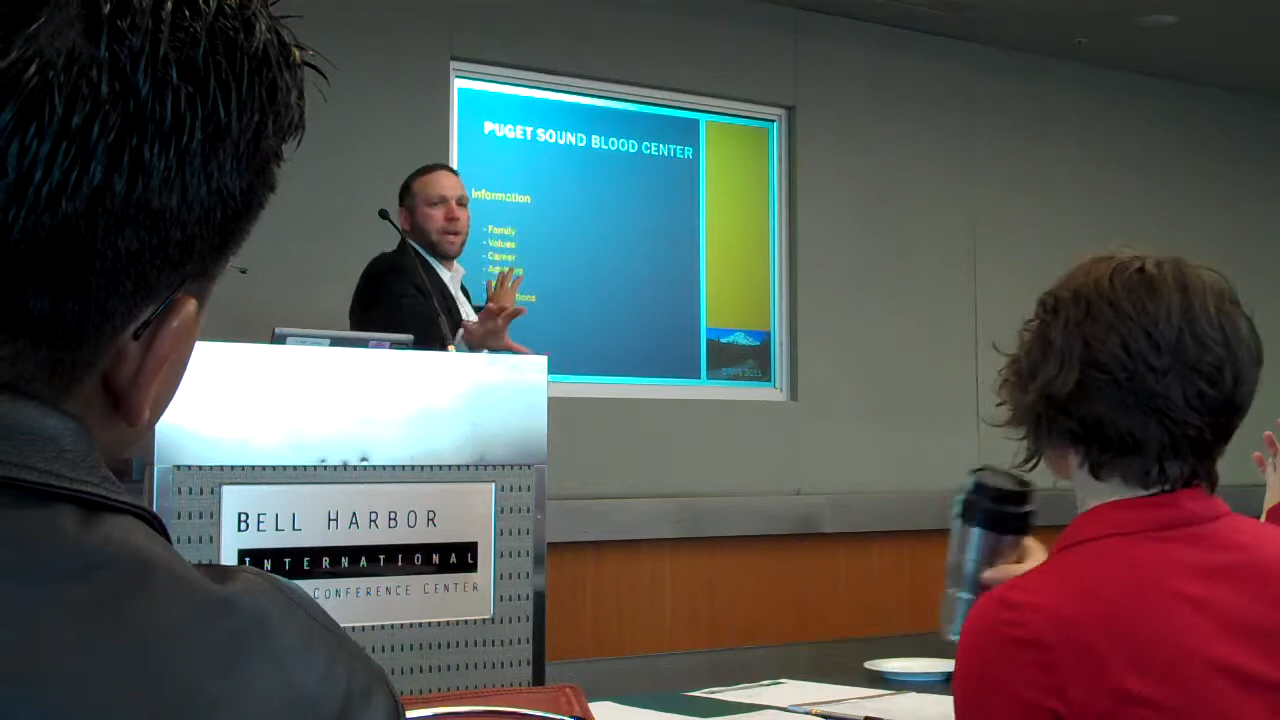 PUGET SOUND BLOOD CENTER
Information
- Family
- Values
- Career
BELL HARBOR
INTERNATIONAL
CONFERENCE CENTER